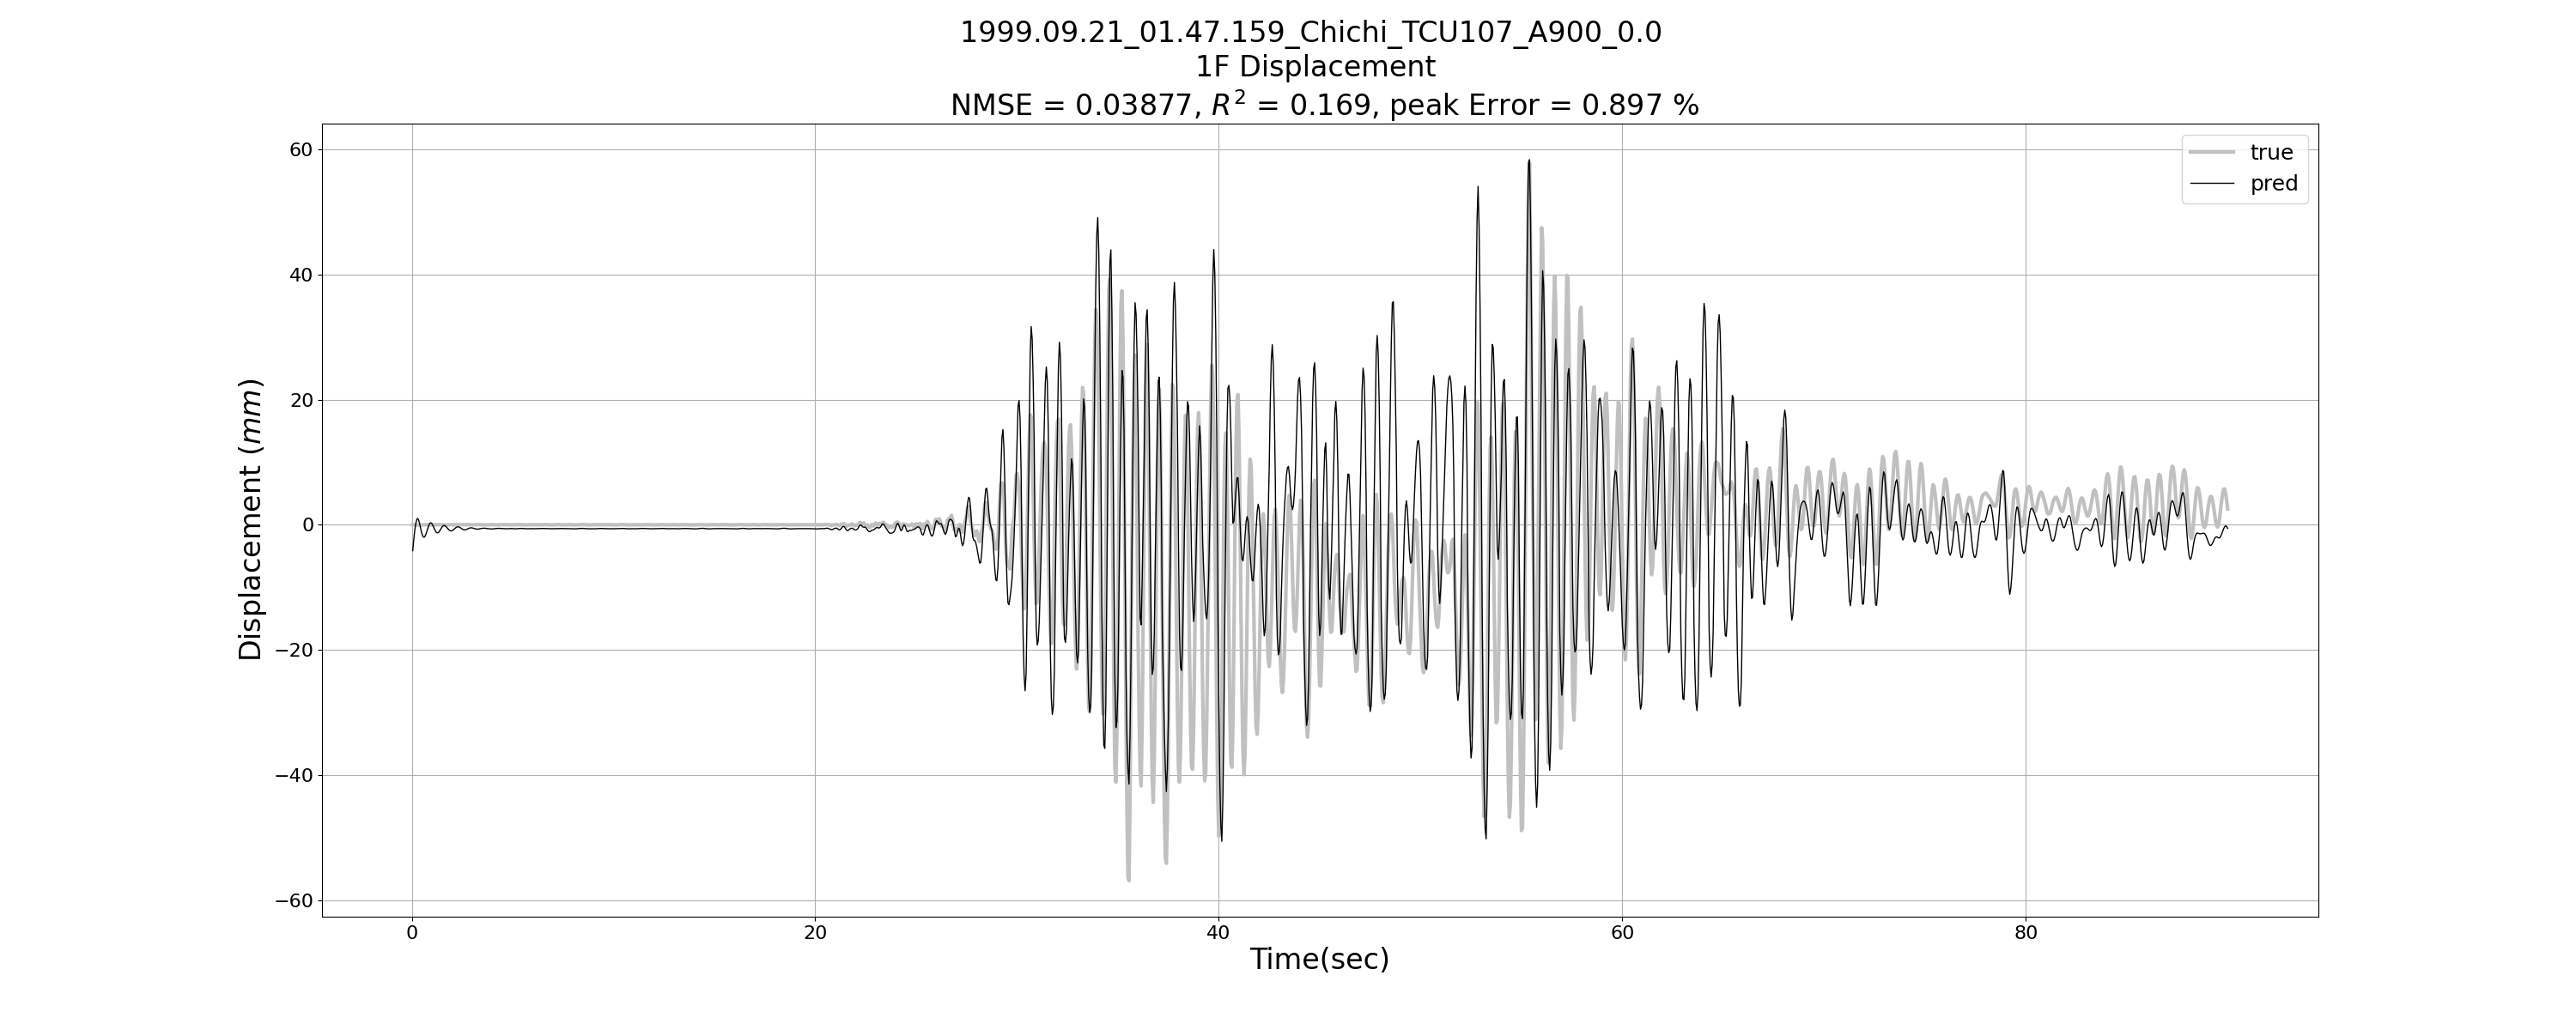 1999.09.21_01.47.159_Chichi_TCU107_A900_0.0
1F Displacement
NMSE = 0.03877, R² = 0.169, peak Error = 0.897 %
true
pred
Displacement (mm)
60
40
20
0
−20
−40
−60
0
20
40
60
80
Time(sec)